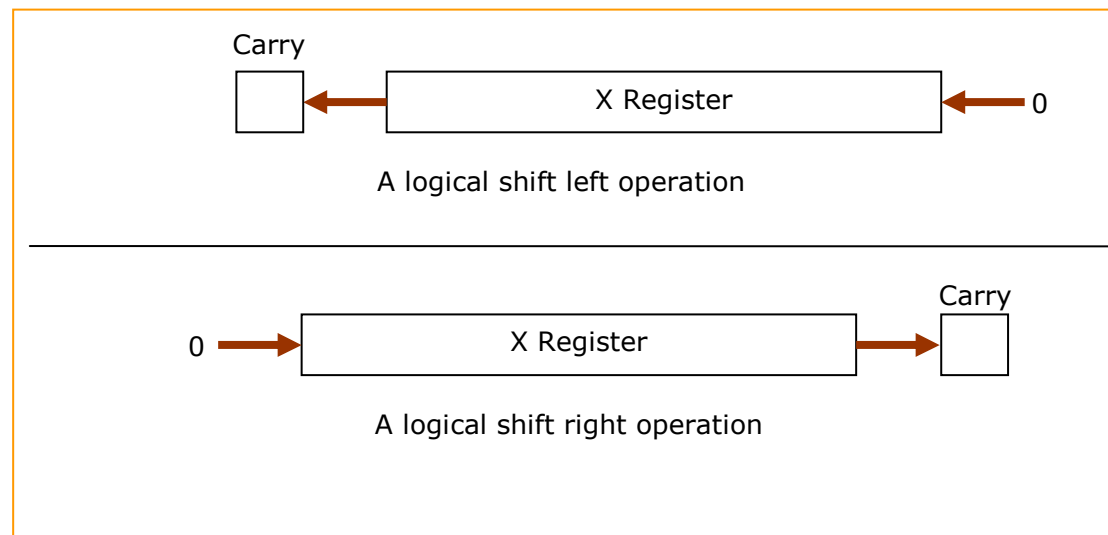 Carry
X Register
0
A logical shift left operation
Carry
0
X Register
A logical shift right operation